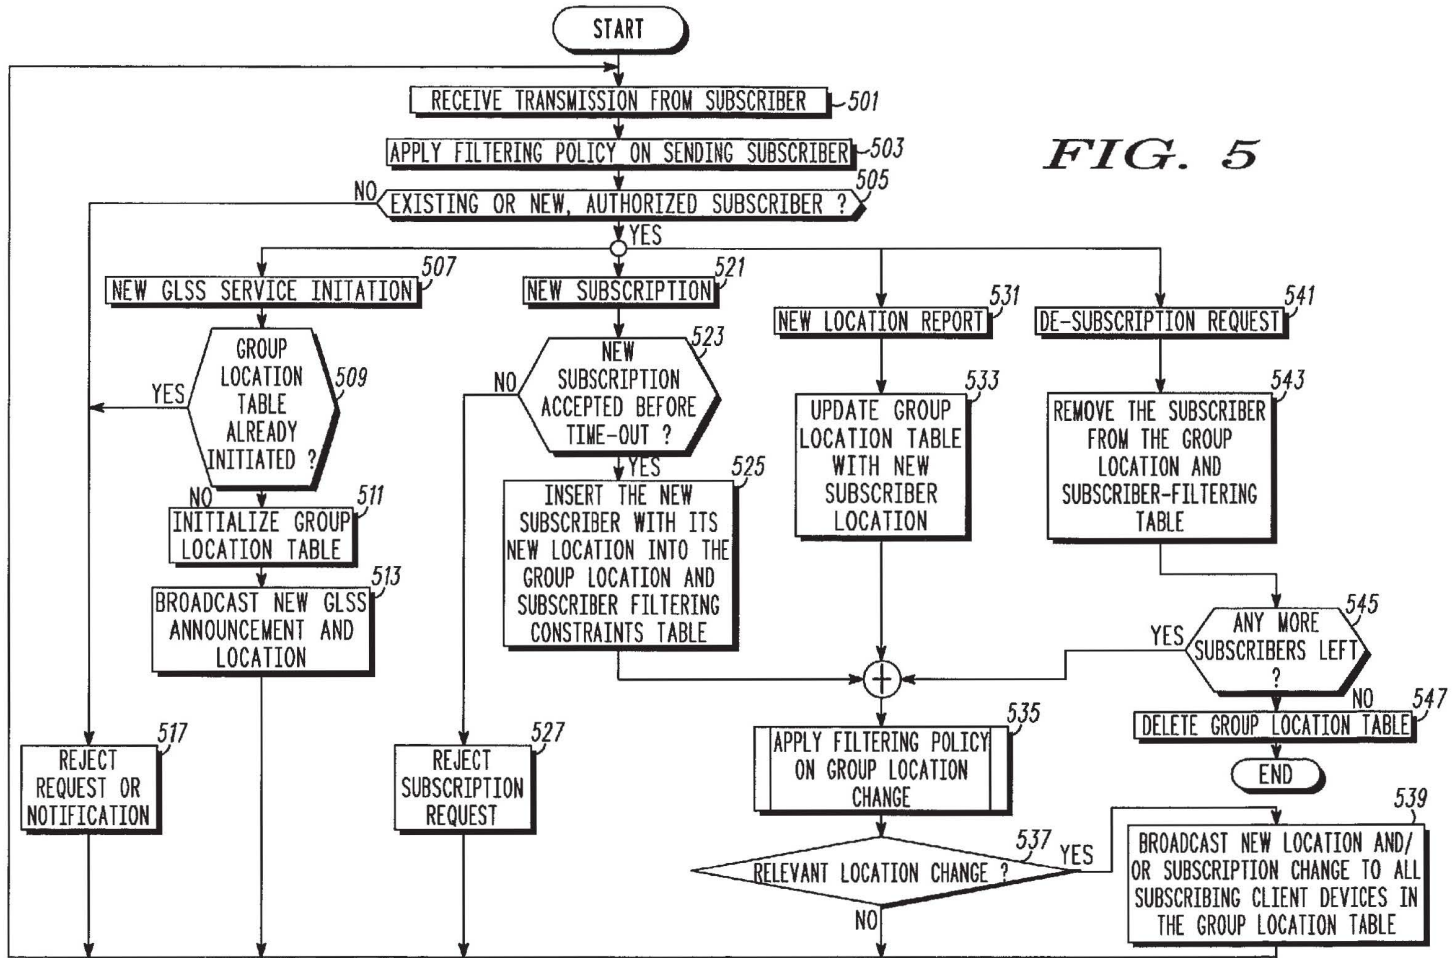 START
RECEIVE TRANSMISSION FROM SUBSCRIBER
501
APPLY FILTERING POLICY ON SENDING SUBSCRIBER
503
FIG. 5
NO
EXISTING OR NEW, AUTHORIZED SUBSCRIBER ?
505
YES
NEW GLSS SERVICE INITATION
507
NEW SUBSCRIPTION
521
NEW LOCATION REPORT
531
DE-SUBSCRIPTION REQUEST
541
GROUP
LOCATION
TABLE
ALREADY
INITIATED ?
509
YES
NO
NEW
SUBSCRIPTION
ACCEPTED BEFORE
TIME-OUT ?
523
NO
YES
UPDATE GROUP
LOCATION TABLE
WITH NEW
SUBSCRIBER
LOCATION
533
REMOVE THE SUBSCRIBER
FROM THE GROUP
LOCATION AND
SUBSCRIBER-FILTERING
TABLE
543
INITIALIZE GROUP
LOCATION TABLE
511
INSERT THE NEW
SUBSCRIBER WITH ITS
NEW LOCATION INTO THE
GROUP LOCATION AND
SUBSCRIBER FILTERING
CONSTRAINTS TABLE
525
BROADCAST NEW GLSS
ANNOUNCEMENT AND
LOCATION
513
ANY MORE
SUBSCRIBERS LEFT
?
545
YES
NO
DELETE GROUP LOCATION TABLE
547
END
REJECT
REQUEST OR
NOTIFICATION
517
REJECT
SUBSCRIPTION
REQUEST
527
APPLY FILTERING POLICY
ON GROUP LOCATION
CHANGE
535
RELEVANT LOCATION CHANGE ?
537
YES
NO
BROADCAST NEW LOCATION AND/
OR SUBSCRIPTION CHANGE TO ALL
SUBSCRIBING CLIENT DEVICES IN
THE GROUP LOCATION TABLE
539